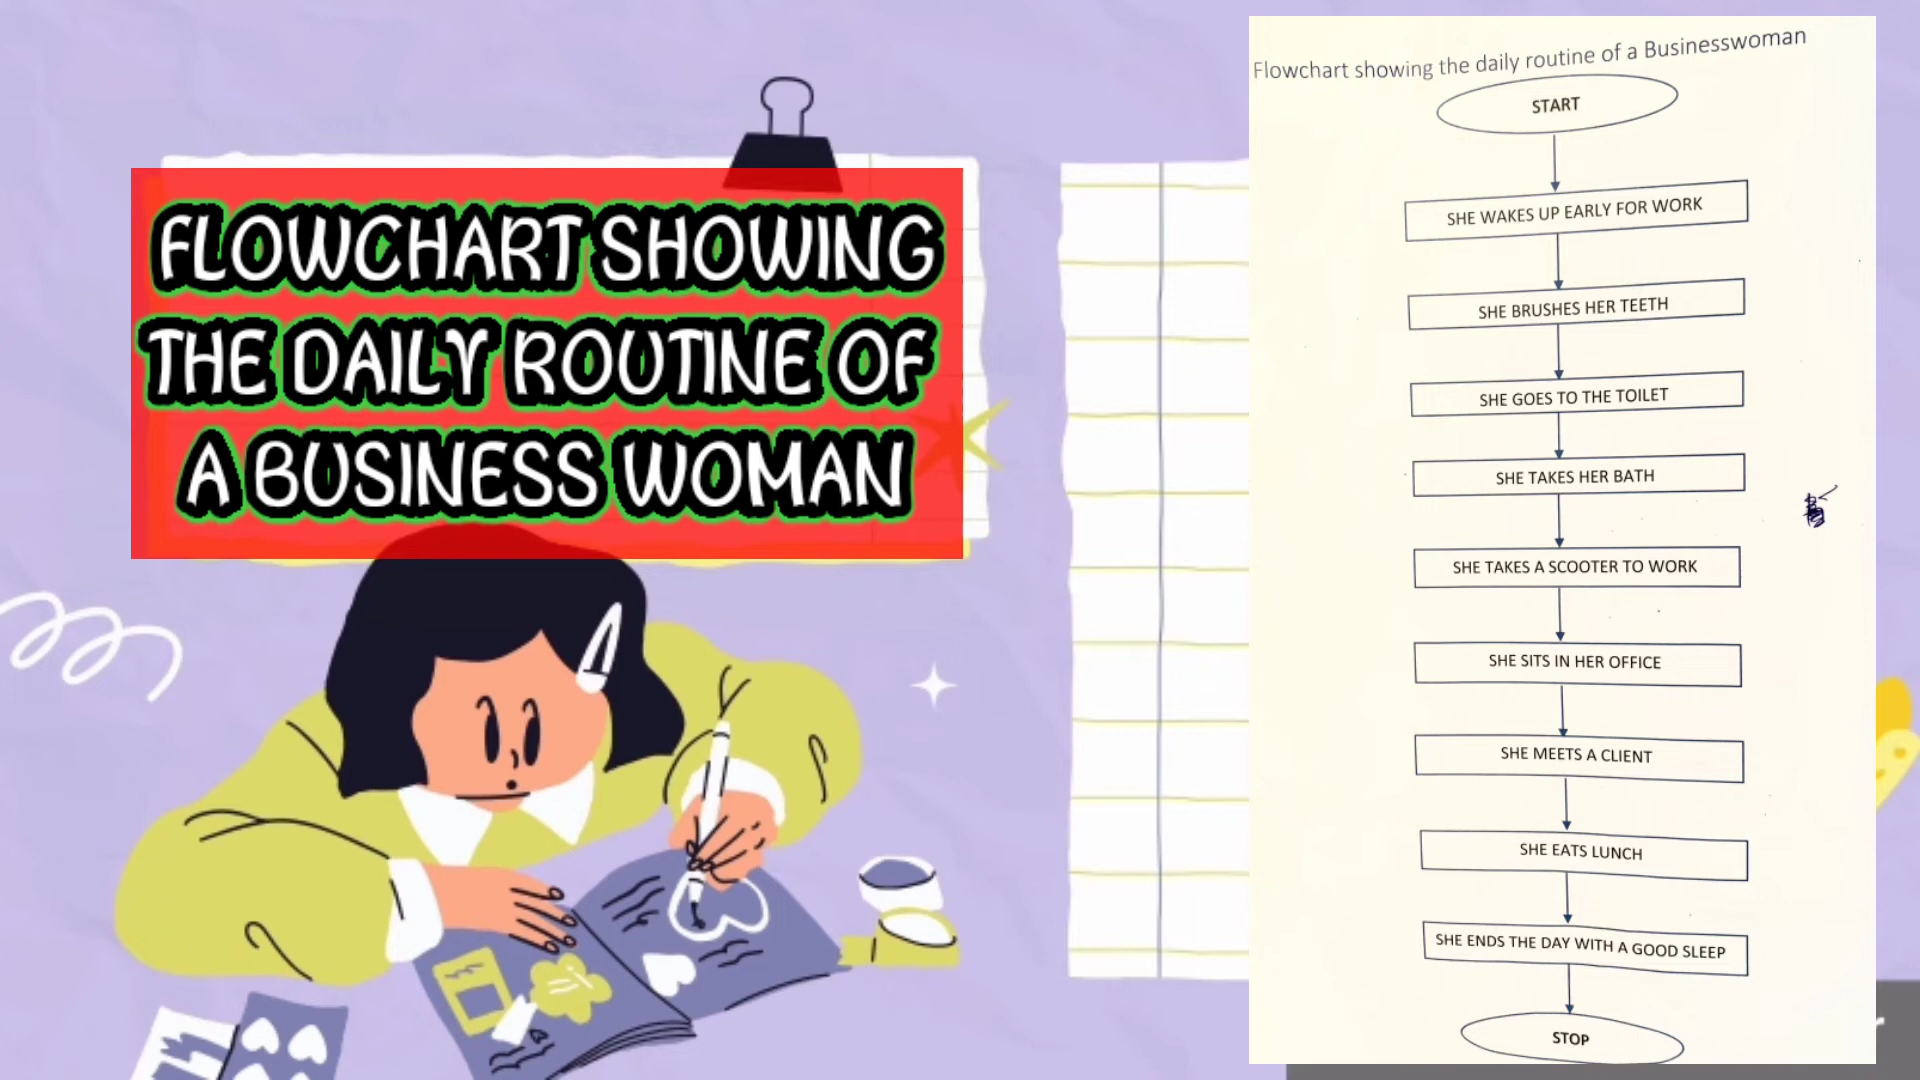 FLOWCHART SHOWING
THE DAILY ROUTINE OF
A BUSINESS WOMAN
Flowchart showing the daily routine of a Businesswoman
START
SHE WAKES UP EARLY FOR WORK
SHE BRUSHES HER TEETH
SHE GOES TO THE TOILET
SHE TAKES HER BATH
SHE TAKES A SCOOTER TO WORK
SHE SITS IN HER OFFICE
SHE MEETS A CLIENT
SHE EATS LUNCH
SHE ENDS THE DAY WITH A GOOD SLEEP
STOP